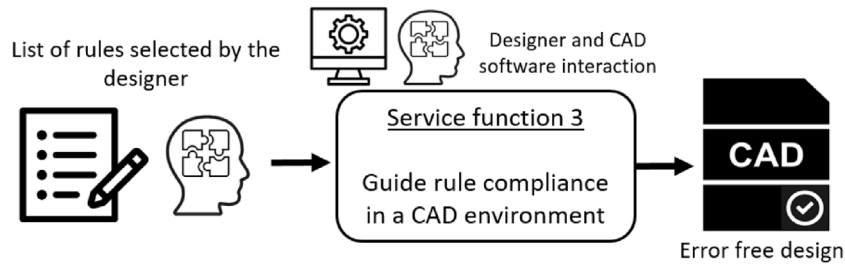 List of rules selected by the
designer
Designer and CAD
software interaction
Service function 3
Guide rule compliance
in a CAD environment
CAD
Error free design